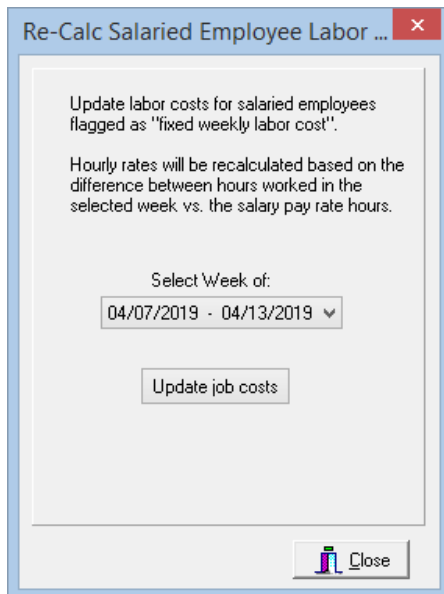 Re-Calc Salaried Employee Labor ...
Update labor costs for salaried employees
flagged as "fixed weekly labor cost".
Hourly rates will be recalculated based on the
difference between hours worked in the
selected week vs. the salary pay rate hours.
Select Week of:
04/07/2019 - 04/13/2019
Update job costs
Close